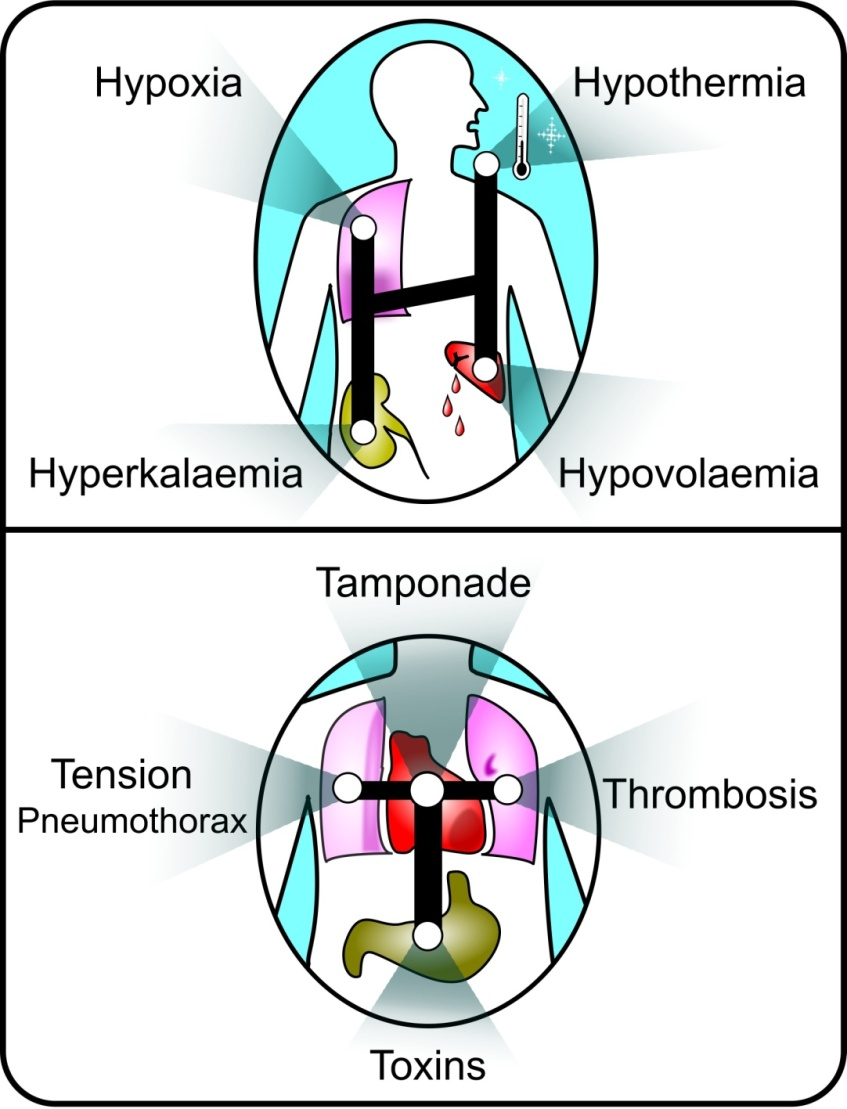 Hypoxia
Hypothermia
Hyperkalaemia
Hypovolaemia
Tamponade
Tension
Pneumothorax
Thrombosis
Toxins